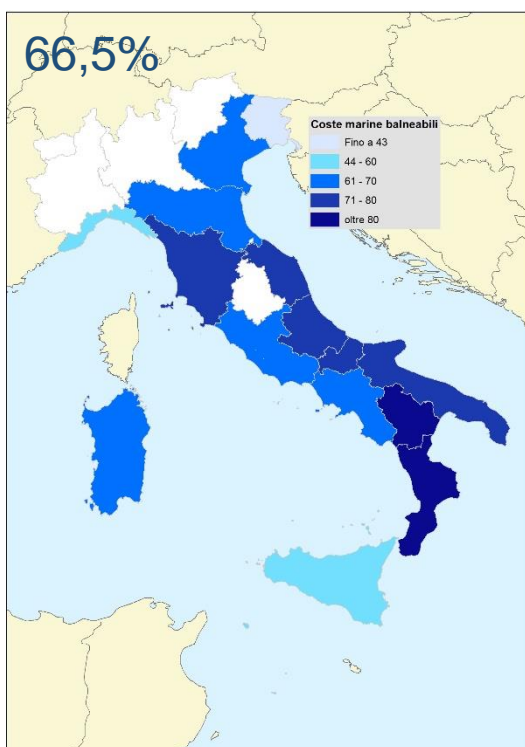 66,5%
Coste marine balneabili
Fino a 43
44 - 60
61 - 70
71 - 80
oltre 80